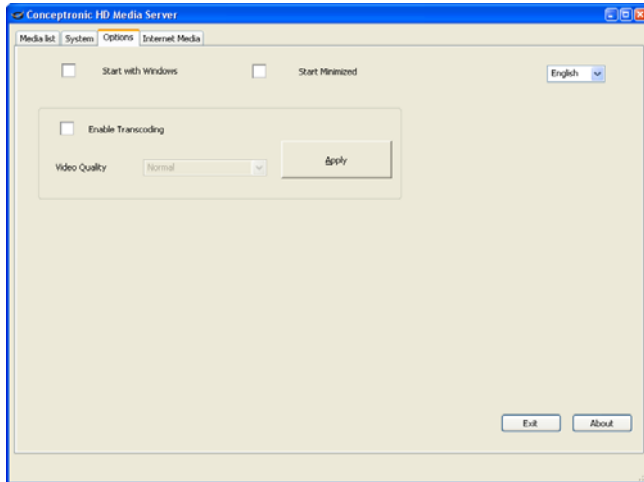 Conceptronic HD Media Server
Media list System Options Internet Media
Start with Windows Start Minimized English
Enable Transcoding
Video Quality Normal Apply
Exit About